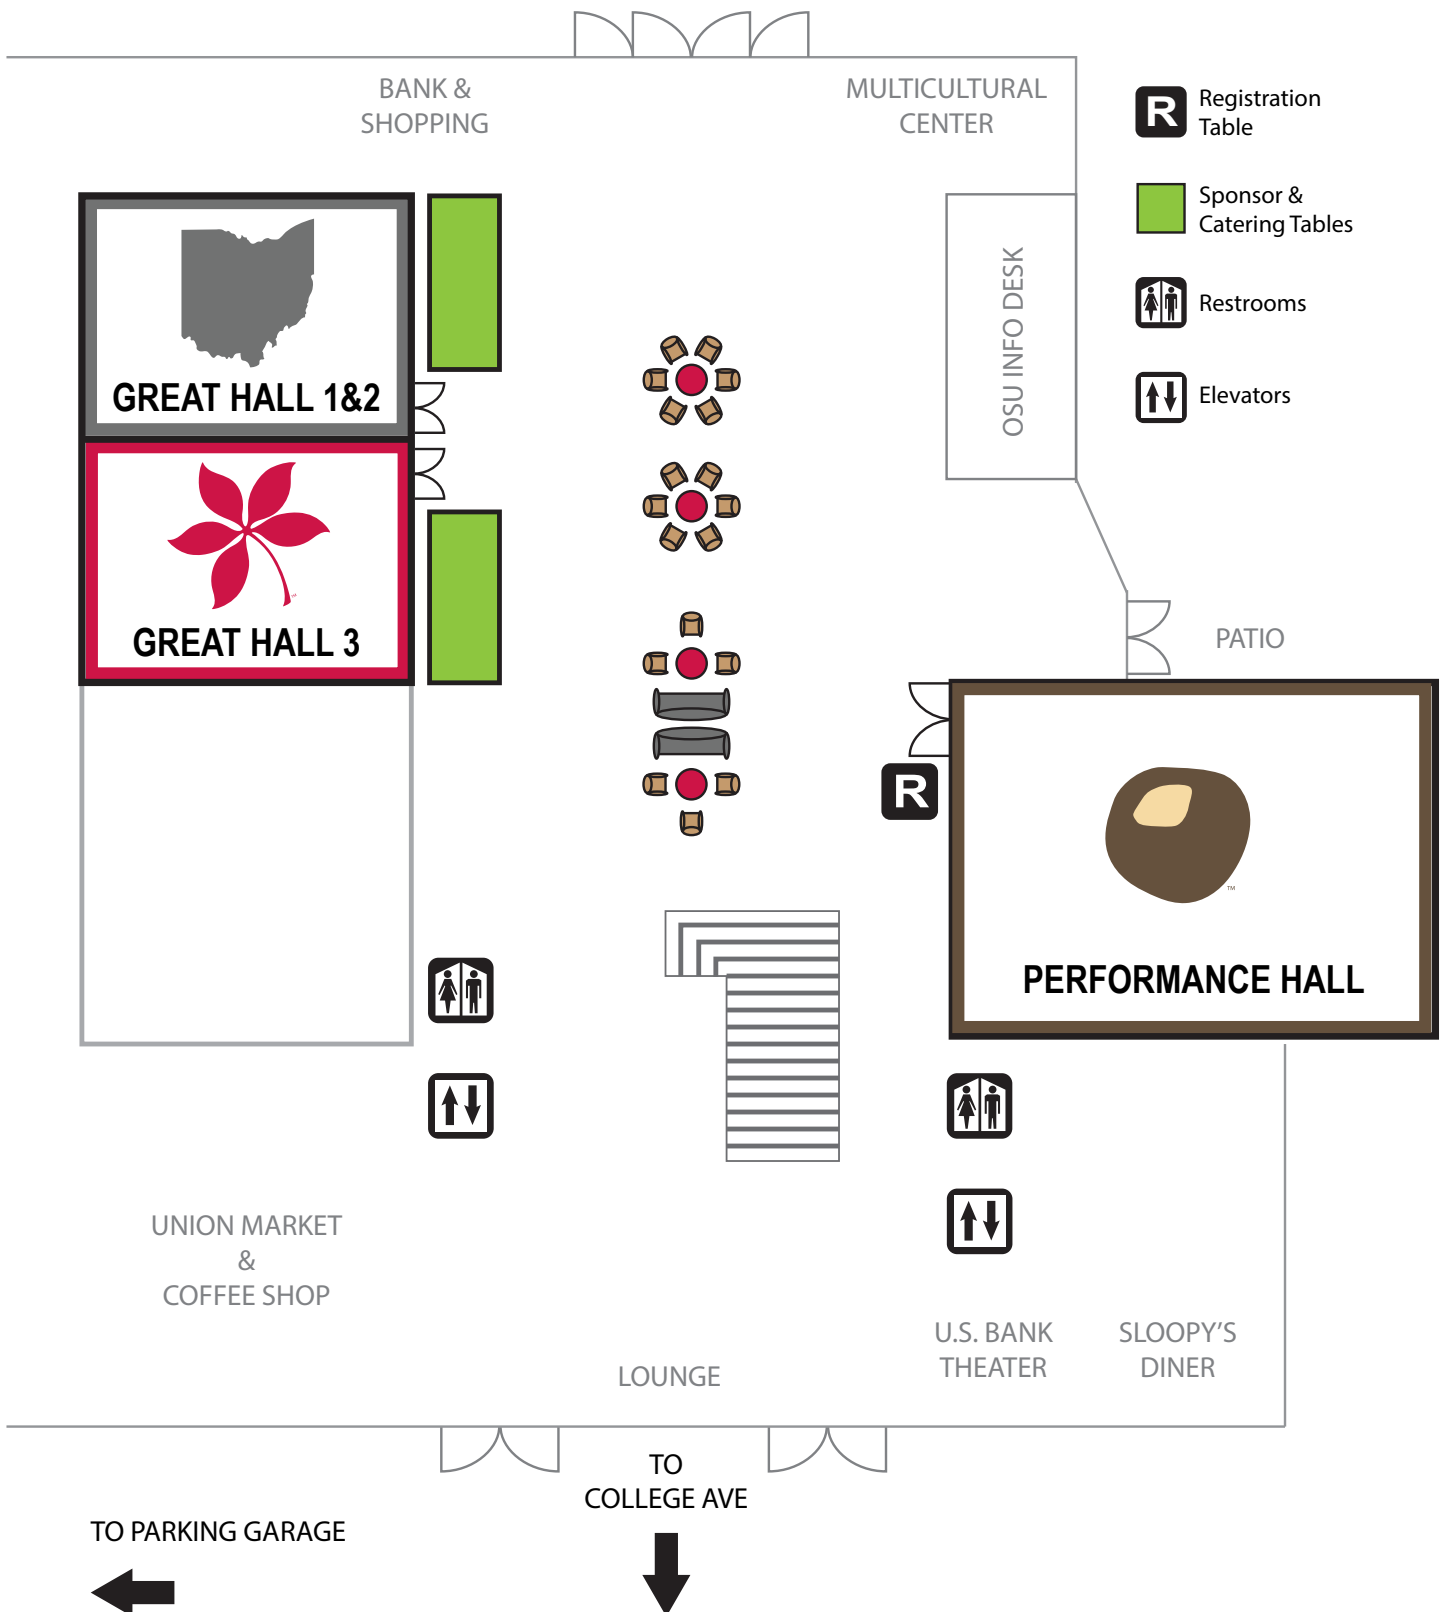 BANK &
SHOPPING
MULTICULTURAL
CENTER
R
Registration
Table
Sponsor &
Catering Tables
Restrooms
Elevators
OSU INFO DESK
GREAT HALL 1&2
TM
GREAT HALL 3
PATIO
R
TM
PERFORMANCE HALL
UNION MARKET
&
COFFEE SHOP
U.S. BANK
THEATER
SLOOPY'S
DINER
LOUNGE
TO
COLLEGE AVE
TO PARKING GARAGE